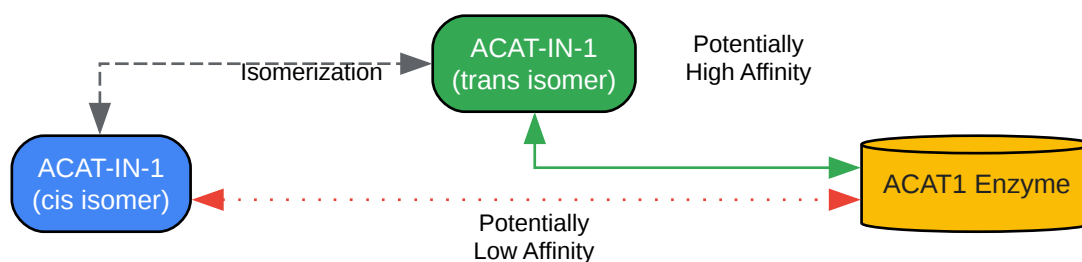 ACAT-IN-1
(trans isomer)
Potentially
High Affinity
Isomerization
ACAT-IN-1
(cis isomer)
ACAT1 Enzyme
Potentially
Low Affinity